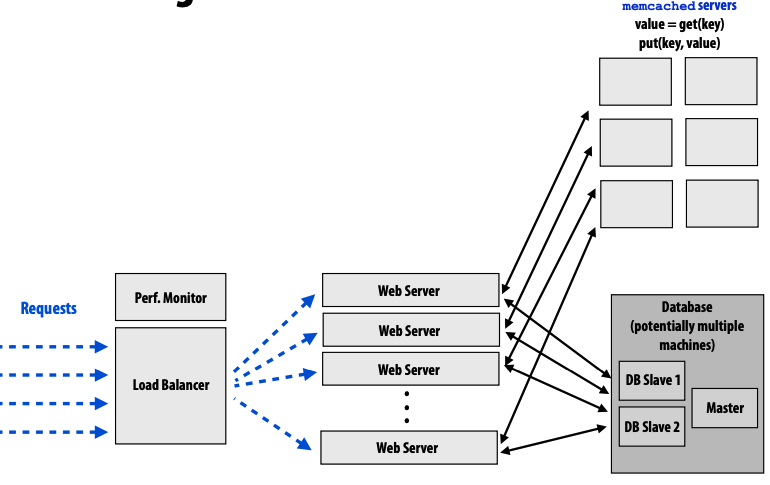 memcached servers
value = get(key)
put(key, value)
Perf. Monitor
Requests
Load Balancer
Web Server
Web Server
Web Server
Web Server
Database
(potentially multiple
machines)
DB Slave 1
Master
DB Slave 2